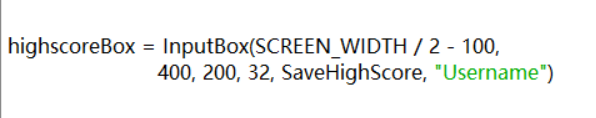 highscoreBox = InputBox(SCREEN_WIDTH / 2 - 100,
400, 200, 32, SaveHighScore, "Username")